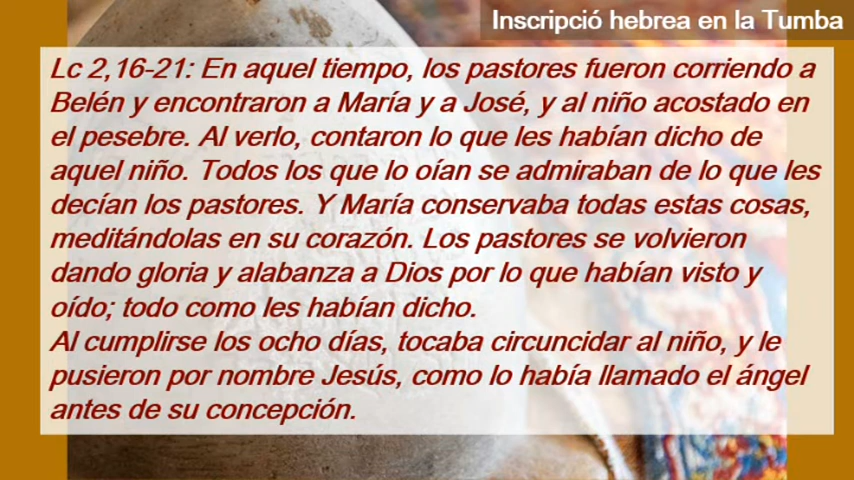 Inscripció hebrea en la Tumba
Lc 2,16-21: En aquel tiempo, los pastores fueron corriendo a
Belén y encontraron a María y a José, y al niño acostado en
el pesebre. Al verlo, contaron lo que les habían dicho de
aquel niño. Todos los que lo oían se admiraban de lo que les
decían los pastores. Y María conservaba todas estas cosas,
meditándolas en su corazón. Los pastores se volvieron
dando gloria y alabanza a Dios por lo que habían visto y
oído; todo como les habían dicho.
Al cumplirse los ocho días, tocaba circuncidar al niño, y le
pusieron por nombre Jesús, como lo había llamado el ángel
antes de su concepción.